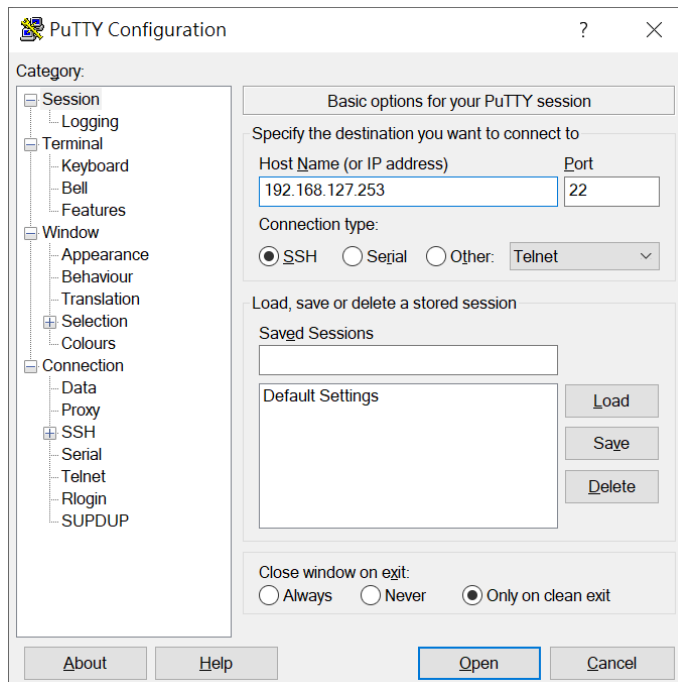 PuTTY Configuration
?
Category:
Session
Logging
Terminal
Keyboard
Bell
Features
Window
Appearance
Behaviour
Translation
Selection
Colours
Connection
Data
Proxy
SSH
Serial
Telnet
Rlogin
SUPDUP
Basic options for your PuTTY session
Specify the destination you want to connect to
Host Name (or IP address) Port
192.168.127.253 22
Connection type:
SSH Serial Other: Telnet
Load, save or delete a stored session
Saved Sessions
Default Settings
Load
Save
Delete
Close window on exit:
Always Never Only on clean exit
About Help Open Cancel